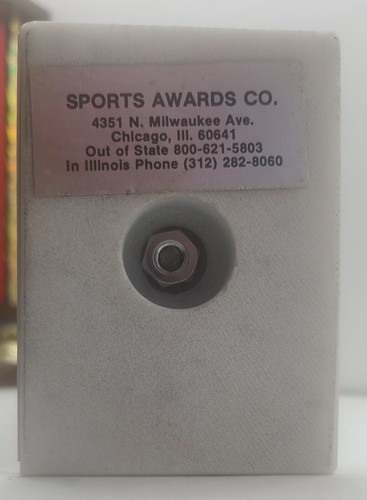 SPORTS AWARDS CO.
4351 N. Milwaukee Ave.
Chicago, Ill. 60641
Out of State 800-621-5803
In Illinois Phone (312) 282-8060